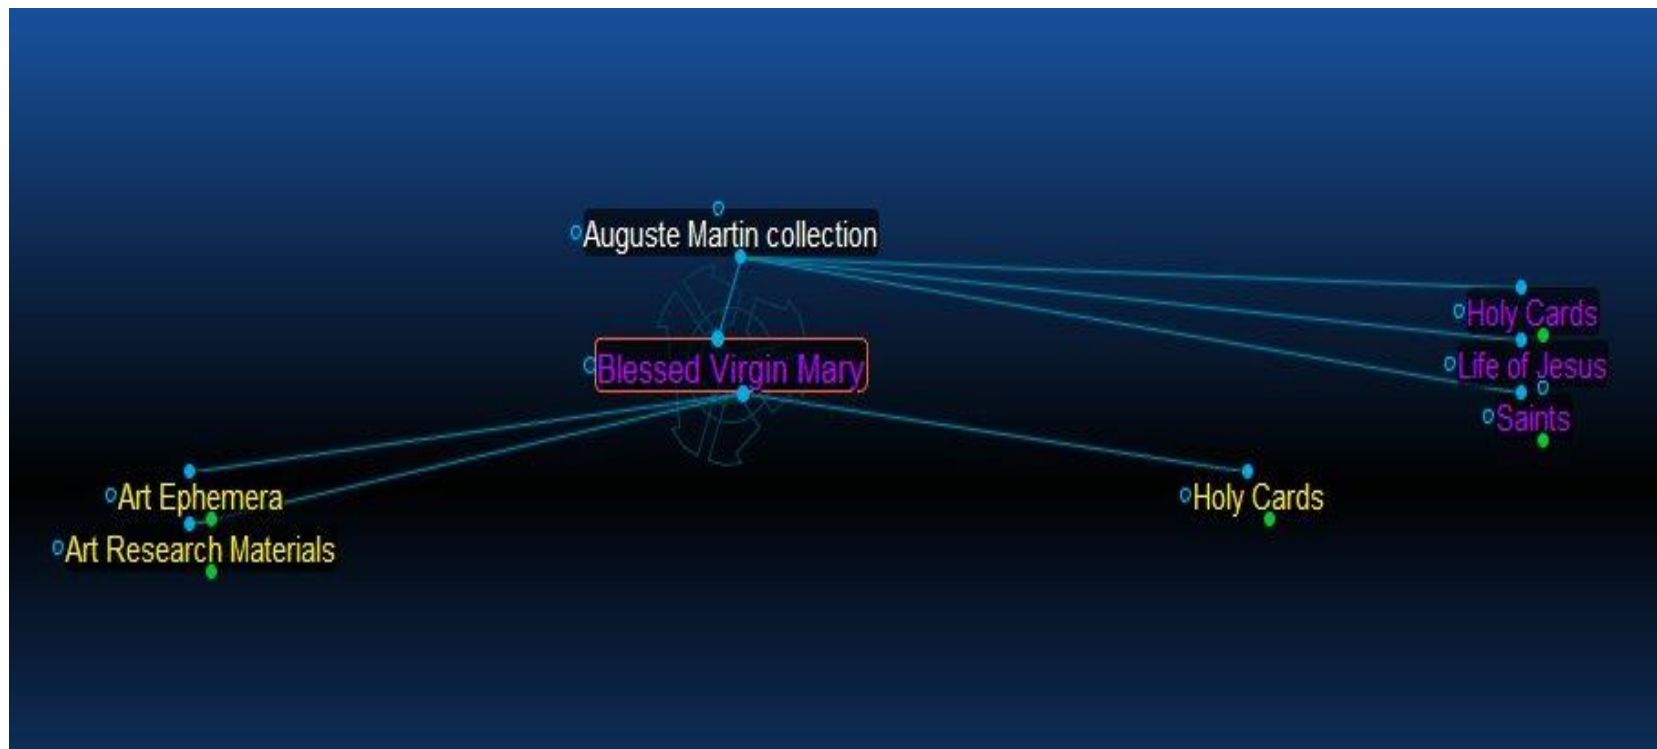 Auguste Martin collection
Holy Cards
Blessed Virgin Mary
Life of Jesus
Saints
Art Ephemera
Holy Cards
Art Research Materials